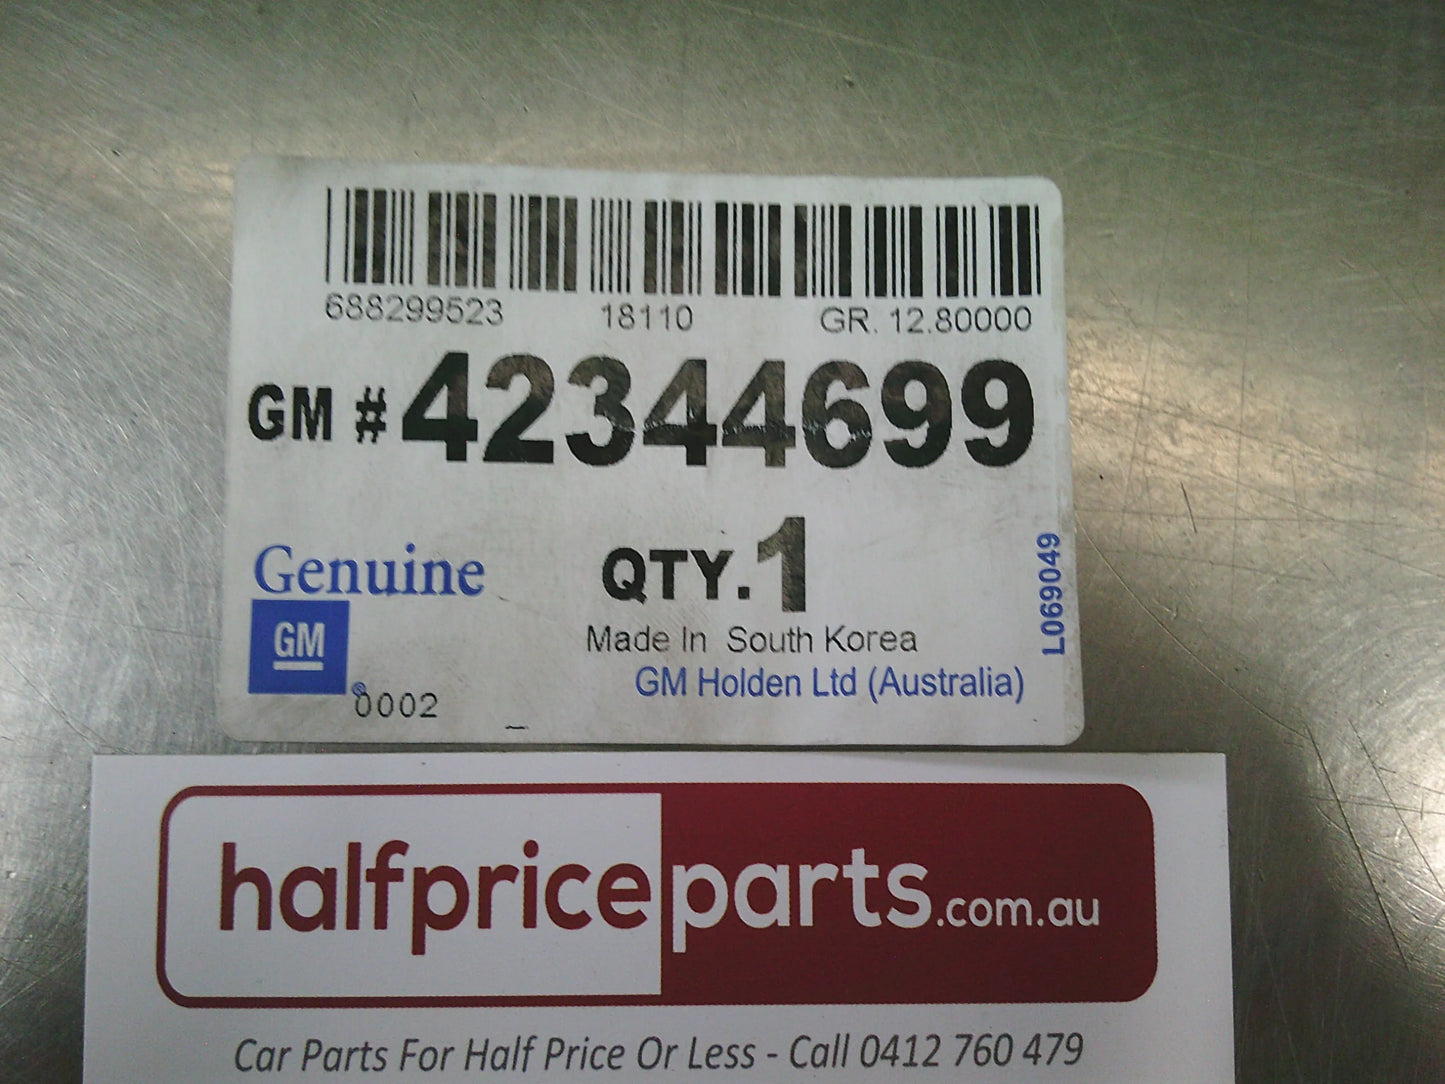 688299523 18110 GR. 12.80000
GM # 42344699
Genuine QTY. 1
GM
Made In South Korea
GM Holden Ltd (Australia)
®
0002
L069049
halfpriceparts.com.au
Car Parts For Half Price Or Less - Call 0412 760 479